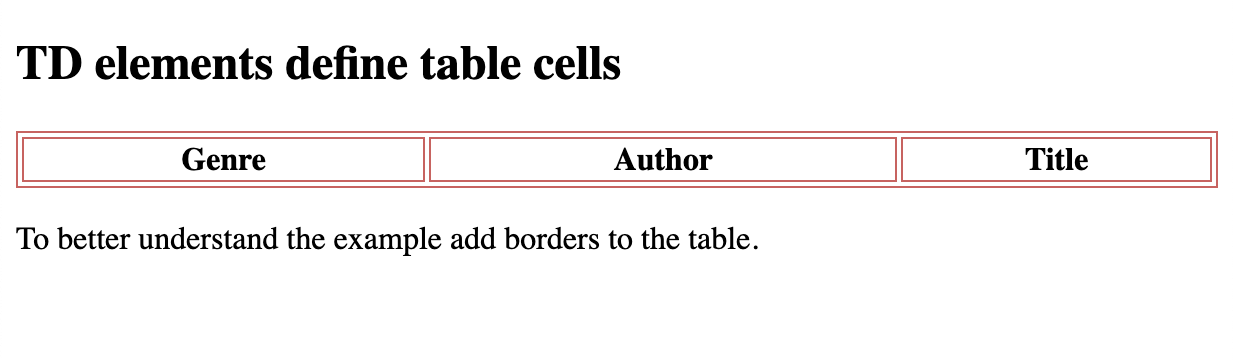 TD elements define table cells
Genre Author Title
To better understand the example add borders to the table.